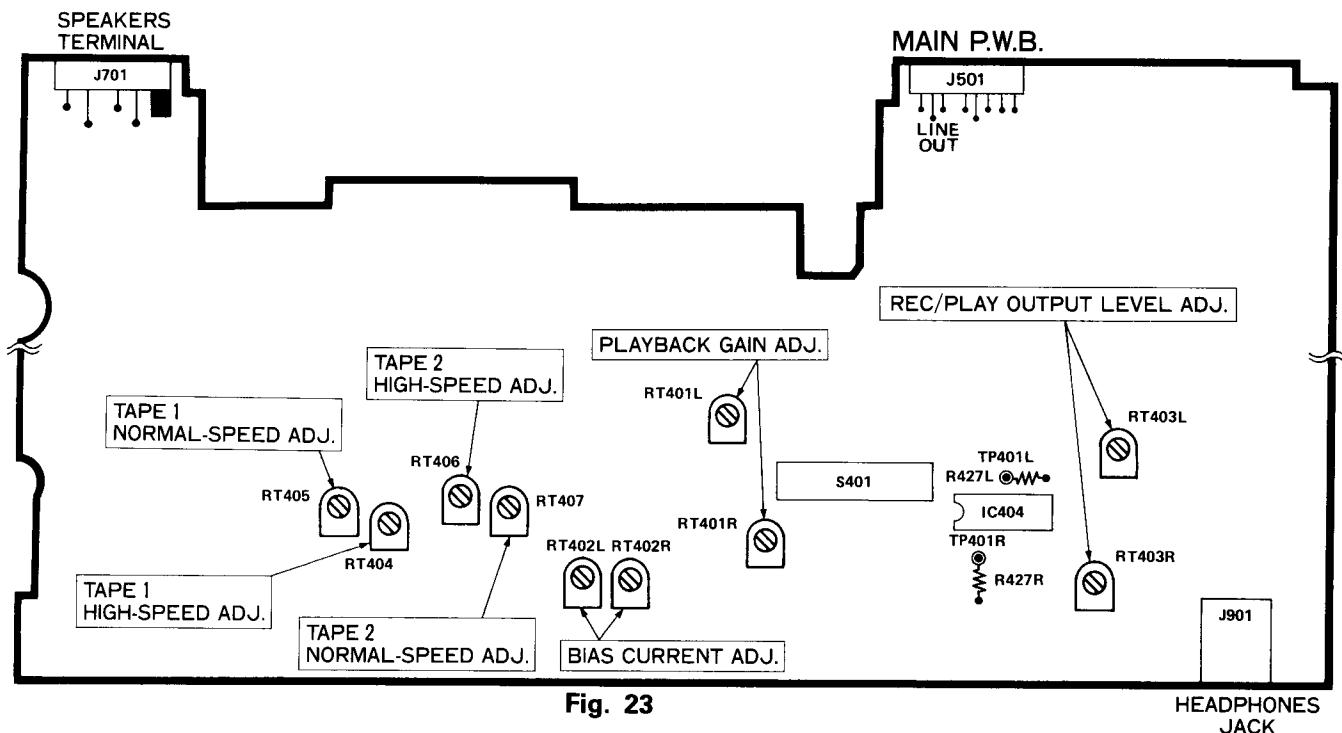 SPEAKERS
TERMINAL
J701
MAIN P.W.B.
J501
LINE
OUT
REC/PLAY OUTPUT LEVEL ADJ.
PLAYBACK GAIN ADJ.
TAPE 2
HIGH-SPEED ADJ.
TAPE 1
NORMAL-SPEED ADJ.
RT401L
RT403L
RT406
RT405
RT407
RT404
S401
TP401L
R427L
IC404
RT401R
TP401R
R427R
RT402L RT402R
RT403R
TAPE 1
HIGH-SPEED ADJ.
TAPE 2
NORMAL-SPEED ADJ.
BIAS CURRENT ADJ.
J901
Fig. 23
HEADPHONES
JACK